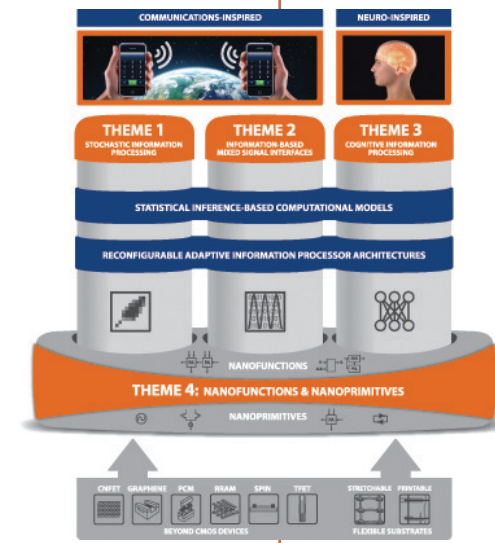 COMMUNICATIONS-INSPIRED
NEURO-INSPIRED
THEME 1
STOCHASTIC INFORMATION
PROCESSING
THEME 2
INFORMATION-BASED
MIXED SIGNAL INTERFACES
THEME 3
COGNITIVE INFORMATION
PROCESSING
STATISTICAL INFERENCE-BASED COMPUTATIONAL MODELS
RECONFIGURABLE ADAPTIVE INFORMATION PROCESSOR ARCHITECTURES
NANOFUNCTIONS
THEME 4: NANOFUNCTIONS & NANOPRIMITIVES
NANOPRIMITIVES
CNFET GRAPHENE PCM RRAM SPIN TFET
BEYOND CMOS DEVICES
STRETCHABLE PRINTABLE
FLEXIBLE SUBSTRATES